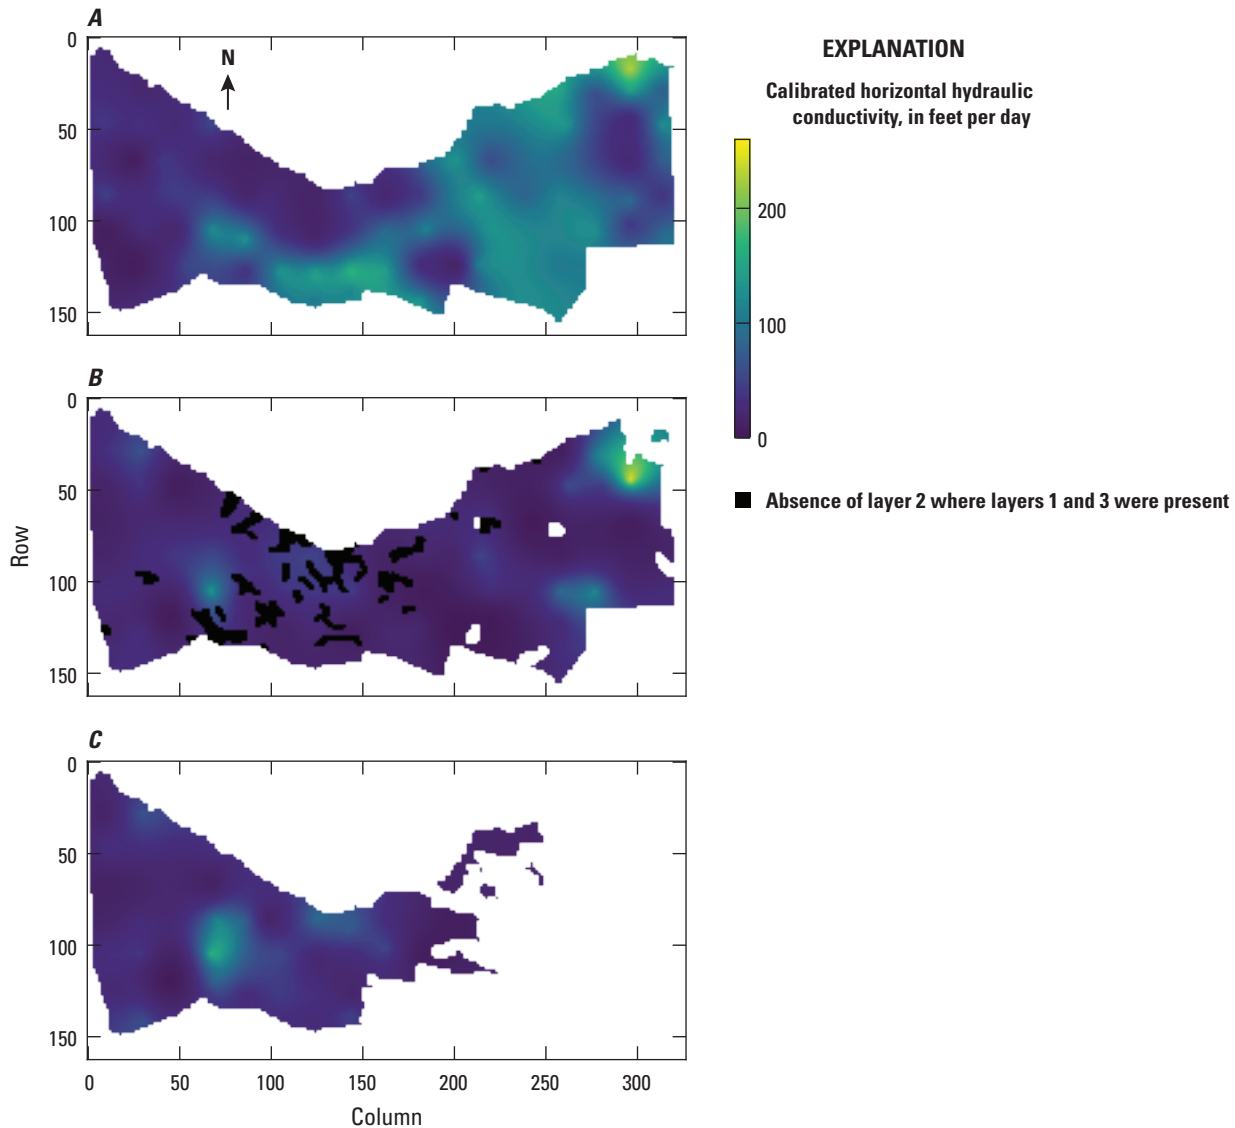 A
0
50
100
150
N
EXPLANATION
Calibrated horizontal hydraulic
conductivity, in feet per day
200
100
0
B
0
50
100
150
Absence of layer 2 where layers 1 and 3 were present
Row
C
0
50
100
150
0 50 100 150 200 250 300
Column